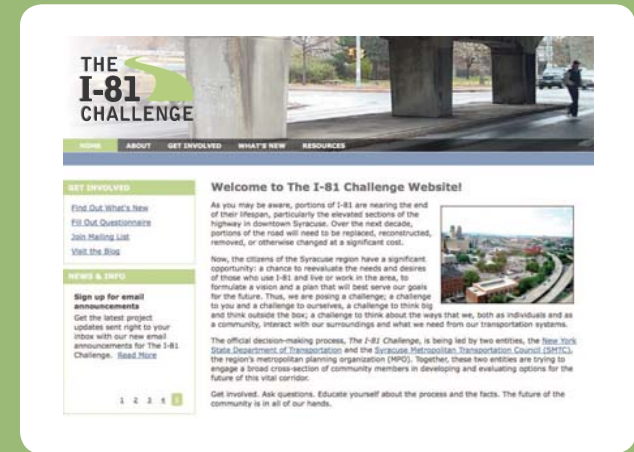 THE
I-81
CHALLENGE
HOME ABOUT GET INVOLVED WHAT'S NEW RESOURCES
GET INVOLVED
Find Out What's New
Fill Out Questionnaire
Join Mailing List
Visit the Blog
NEWS & INFO
Sign up for email
announcements
Get the latest project
updates sent right to your
inbox with our new email
announcements for The I-81
Challenge. Read More
1 2 3 4 5
Welcome to The I-81 Challenge Website!
As you may be aware, portions of I-81 are nearing the end
of their lifespan, particularly the elevated sections of the
highway in downtown Syracuse. Over the next decade,
portions of the road will need to be replaced, reconstructed,
removed, or otherwise changed at a significant cost.
Now, the citizens of the Syracuse region have a significant
opportunity: a chance to reevaluate the needs and desires
of those who use I-81 and live or work in the area, to
formulate a vision and a plan that will best serve our goals
for the future. Thus, we are posing a challenge; a challenge
to you and a challenge to ourselves, a challenge to think big
and think outside the box; a challenge to think about the ways that we, both as individuals and as
a community, interact with our surroundings and what we need from our transportation systems.
The official decision-making process, The I-81 Challenge, is being led by two entities, the New York
State Department of Transportation and the Syracuse Metropolitan Transportation Council (SMTC),
the region's metropolitan planning organization (MPO). Together, these two entities are trying to
engage a broad cross-section of community members in developing and evaluating options for the
future of this vital corridor.
Get involved. Ask questions. Educate yourself about the process and the facts. The future of the
community is in all of our hands.